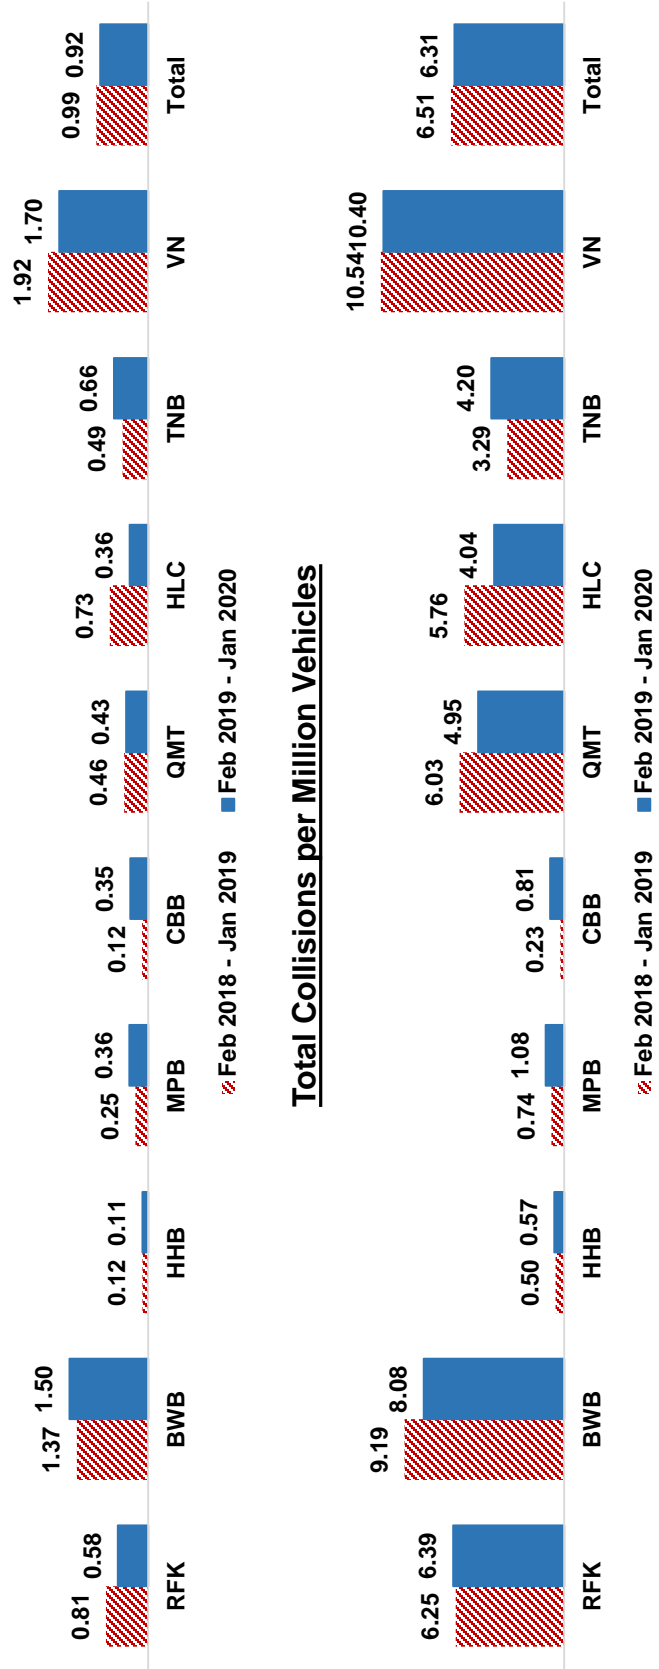 0.81 0.58 1.37 1.50 0.12 0.11 0.25 0.36 0.12 0.35 0.46 0.43 0.73 0.36 0.49 0.66 1.92 1.70 0.99 0.92
RFK BWB HHB MPB CBB QMT HLC TNB VN Total
Feb 2018 - Jan 2019 Feb 2019 - Jan 2020
Total Collisions per Million Vehicles
6.25 6.39 9.19 8.08 0.50 0.57 0.74 1.08 0.23 0.81 6.03 4.95 5.76 4.04 3.29 4.20 10.54 10.40 6.51 6.31
RFK BWB HHB MPB CBB QMT HLC TNB VN Total
Feb 2018 - Jan 2019 Feb 2019 - Jan 2020